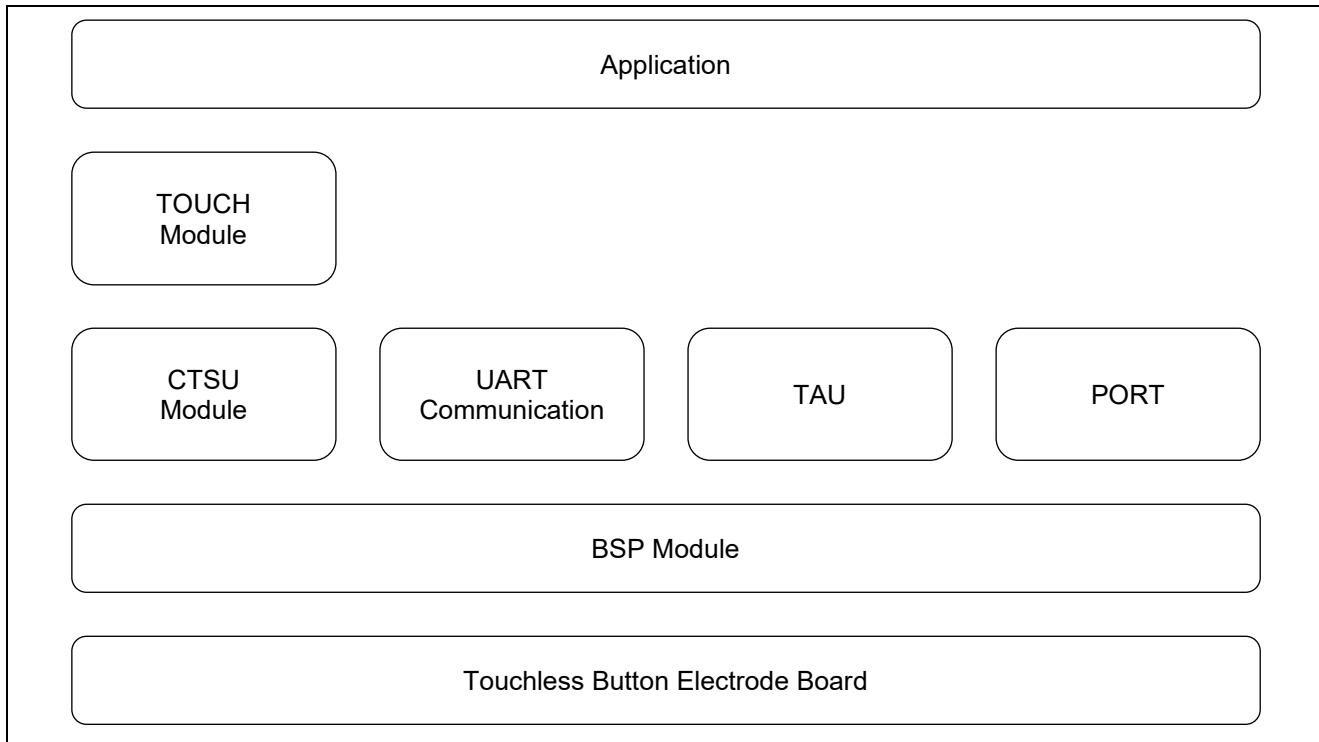 Application
TOUCH
Module
CTSU
Module
UART
Communication
TAU
PORT
BSP Module
Touchless Button Electrode Board